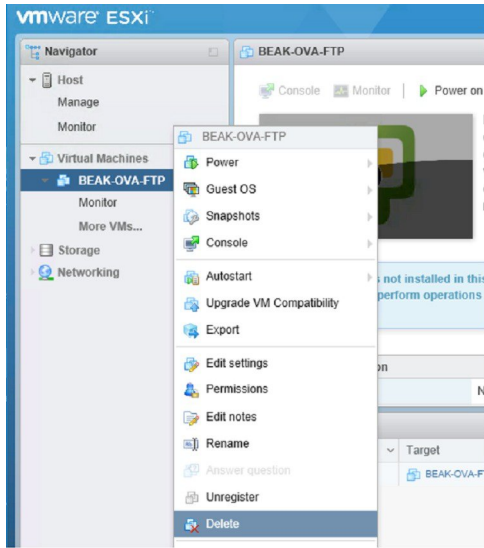 vmware ESXi
Navigator
BEAK-OVA-FTP
Host
Manage
Monitor
Console
Monitor
Power on
BEAK-OVA-FTP
Virtual Machines
BEAK-OVA-FTP
Monitor
More VMs...
Storage
Networking
Power
Guest OS
Snapshots
Console
Autostart
Upgrade VM Compatibility
Export
Edit settings
Permissions
Edit notes
Rename
Answer question
Unregister
Delete
not installed in this
perform operations
on
N
Target
BEAK-OVA-F